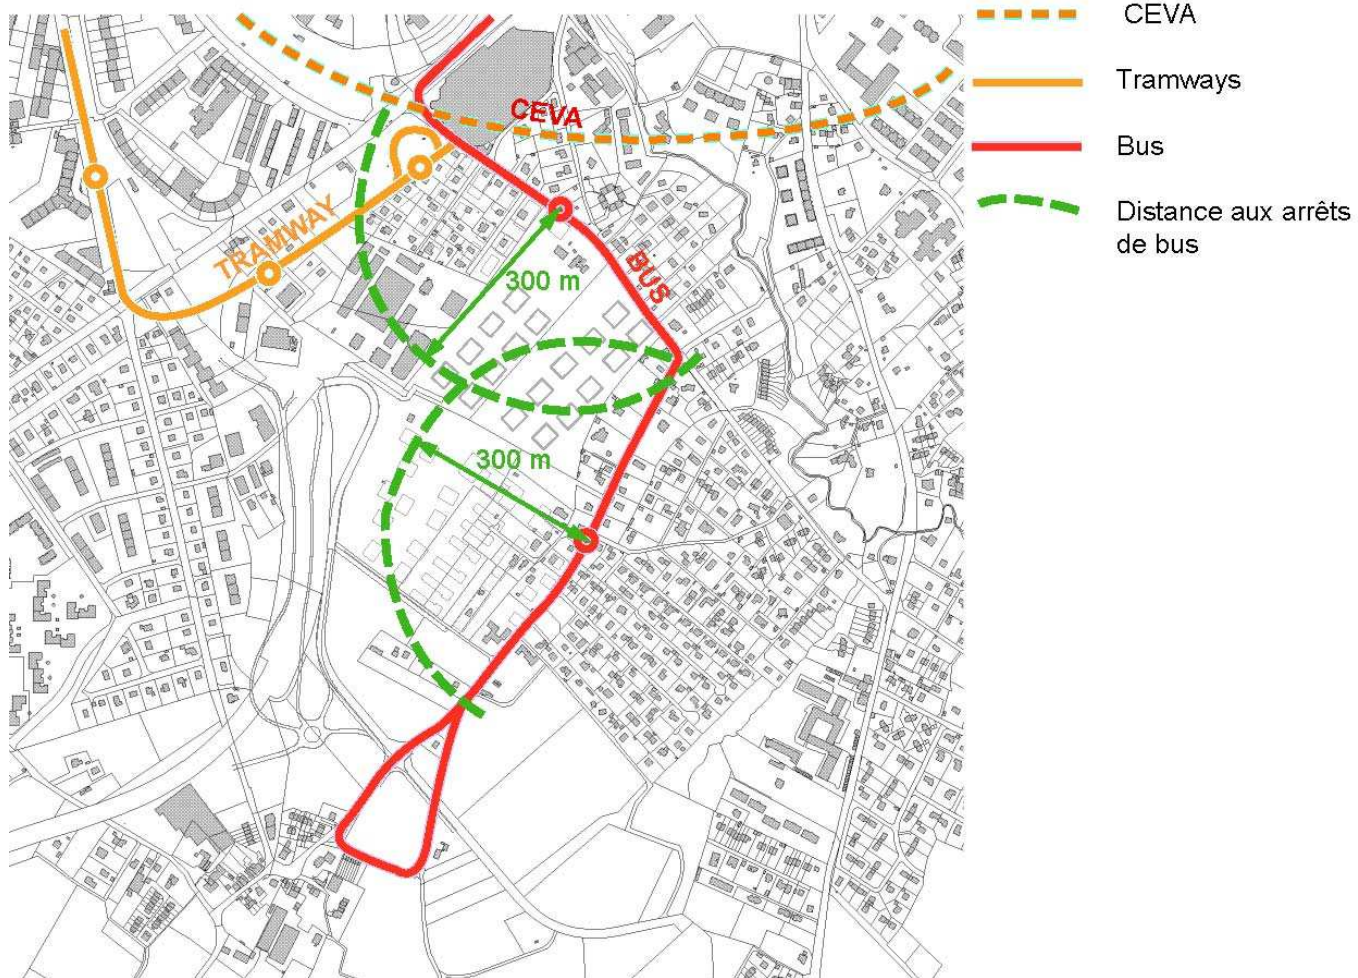 CEVA
Tramways
Bus
Distance aux arrêts
de bus
CEVA
TRAMWAY
300 m
BUS
300 m